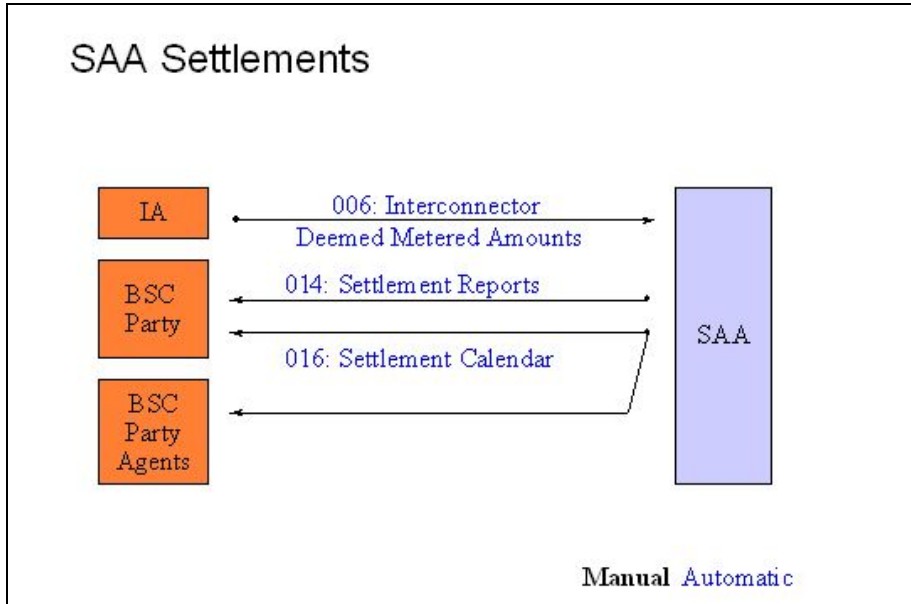 SAA Settlements
IA
006: Interconnector
Deemed Metered Amounts
BSC
Party
014: Settlement Reports
016: Settlement Calendar
SAA
BSC
Party
Agents
Manual Automatic